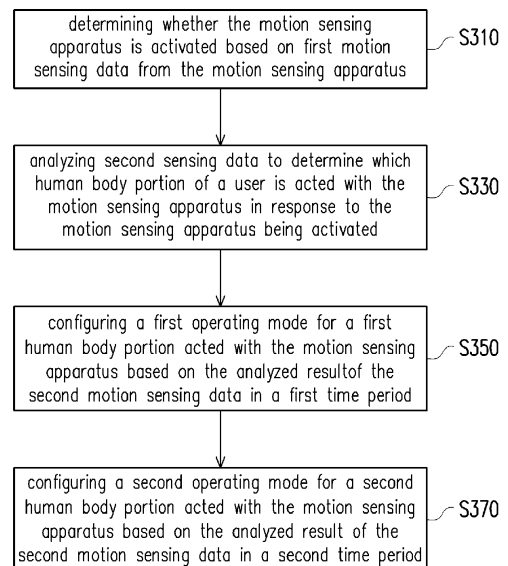 determining whether the motion sensing
apparatus is activated based on first motion
sensing data from the motion sensing apparatus
S310
analyzing second sensing data to determine which
human body portion of a user is acted with the
motion sensing apparatus in response to the
motion sensing apparatus being activated
S330
configuring a first operating mode for a first
human body portion acted with the motion sensing
apparatus based on the analyzed resultof the
second motion sensing data in a first time period
S350
configuring a second operating mode for a second
human body portion acted with the motion sensing
apparatus based on the analyzed result of the
second motion sensing data in a second time period
S370